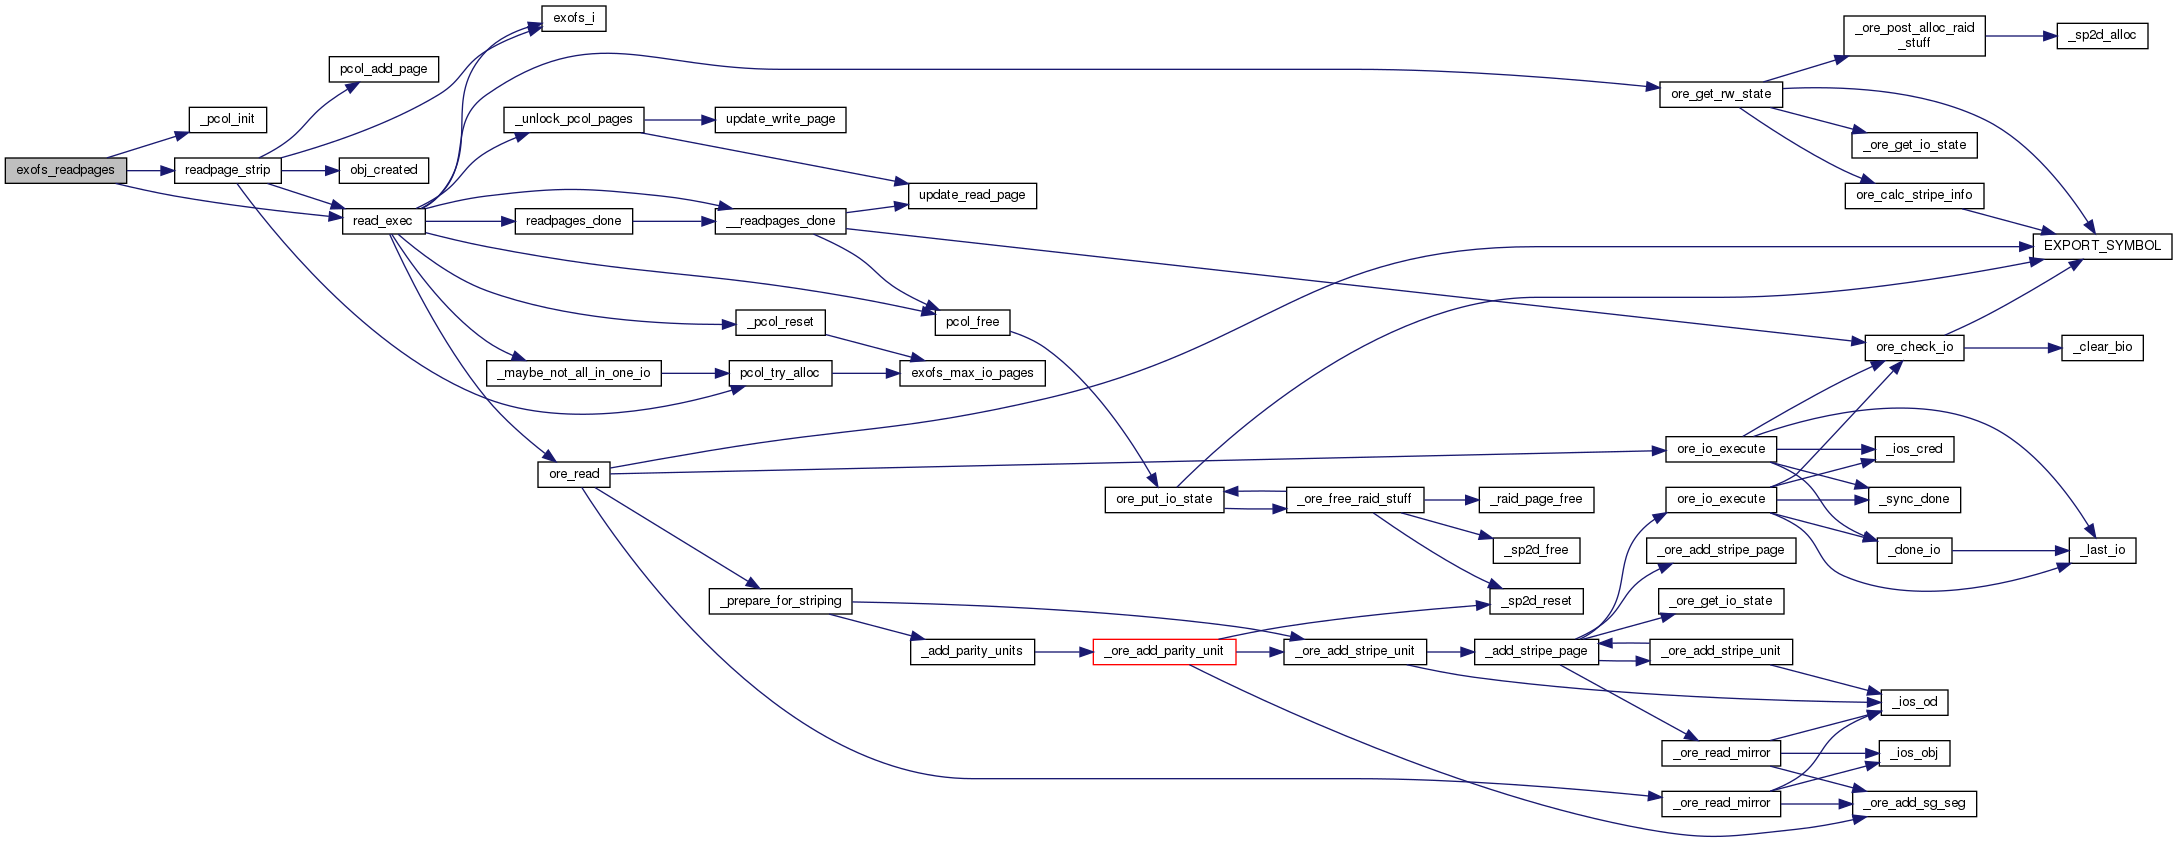 exofs_readpages
_pcol_init
readpage_strip
pcol_add_page
obj_created
read_exec
exofs_i
_unlock_pcol_pages
readpages_done
_maybe_not_all_in_one_io
ore_read
update_write_page
__readpages_done
_pcol_reset
pcol_try_alloc
_prepare_for_striping
update_read_page
pcol_free
exofs_max_io_pages
_add_parity_units
ore_put_io_state
_ore_add_parity_unit
_ore_free_raid_stuff
_ore_add_stripe_unit
_raid_page_free
_sp2d_free
_sp2d_reset
_add_stripe_page
ore_get_rw_state
ore_io_execute
ore_io_execute
_ore_add_stripe_page
_ore_get_io_state
_ore_add_stripe_unit
_ore_read_mirror
_ore_read_mirror
_ore_post_alloc_raid
_stuff
_ore_get_io_state
ore_calc_stripe_info
ore_check_io
_ios_cred
_sync_done
_done_io
_ios_od
_ios_obj
_ore_add_sg_seg
_sp2d_alloc
EXPORT_SYMBOL
_clear_bio
_last_io